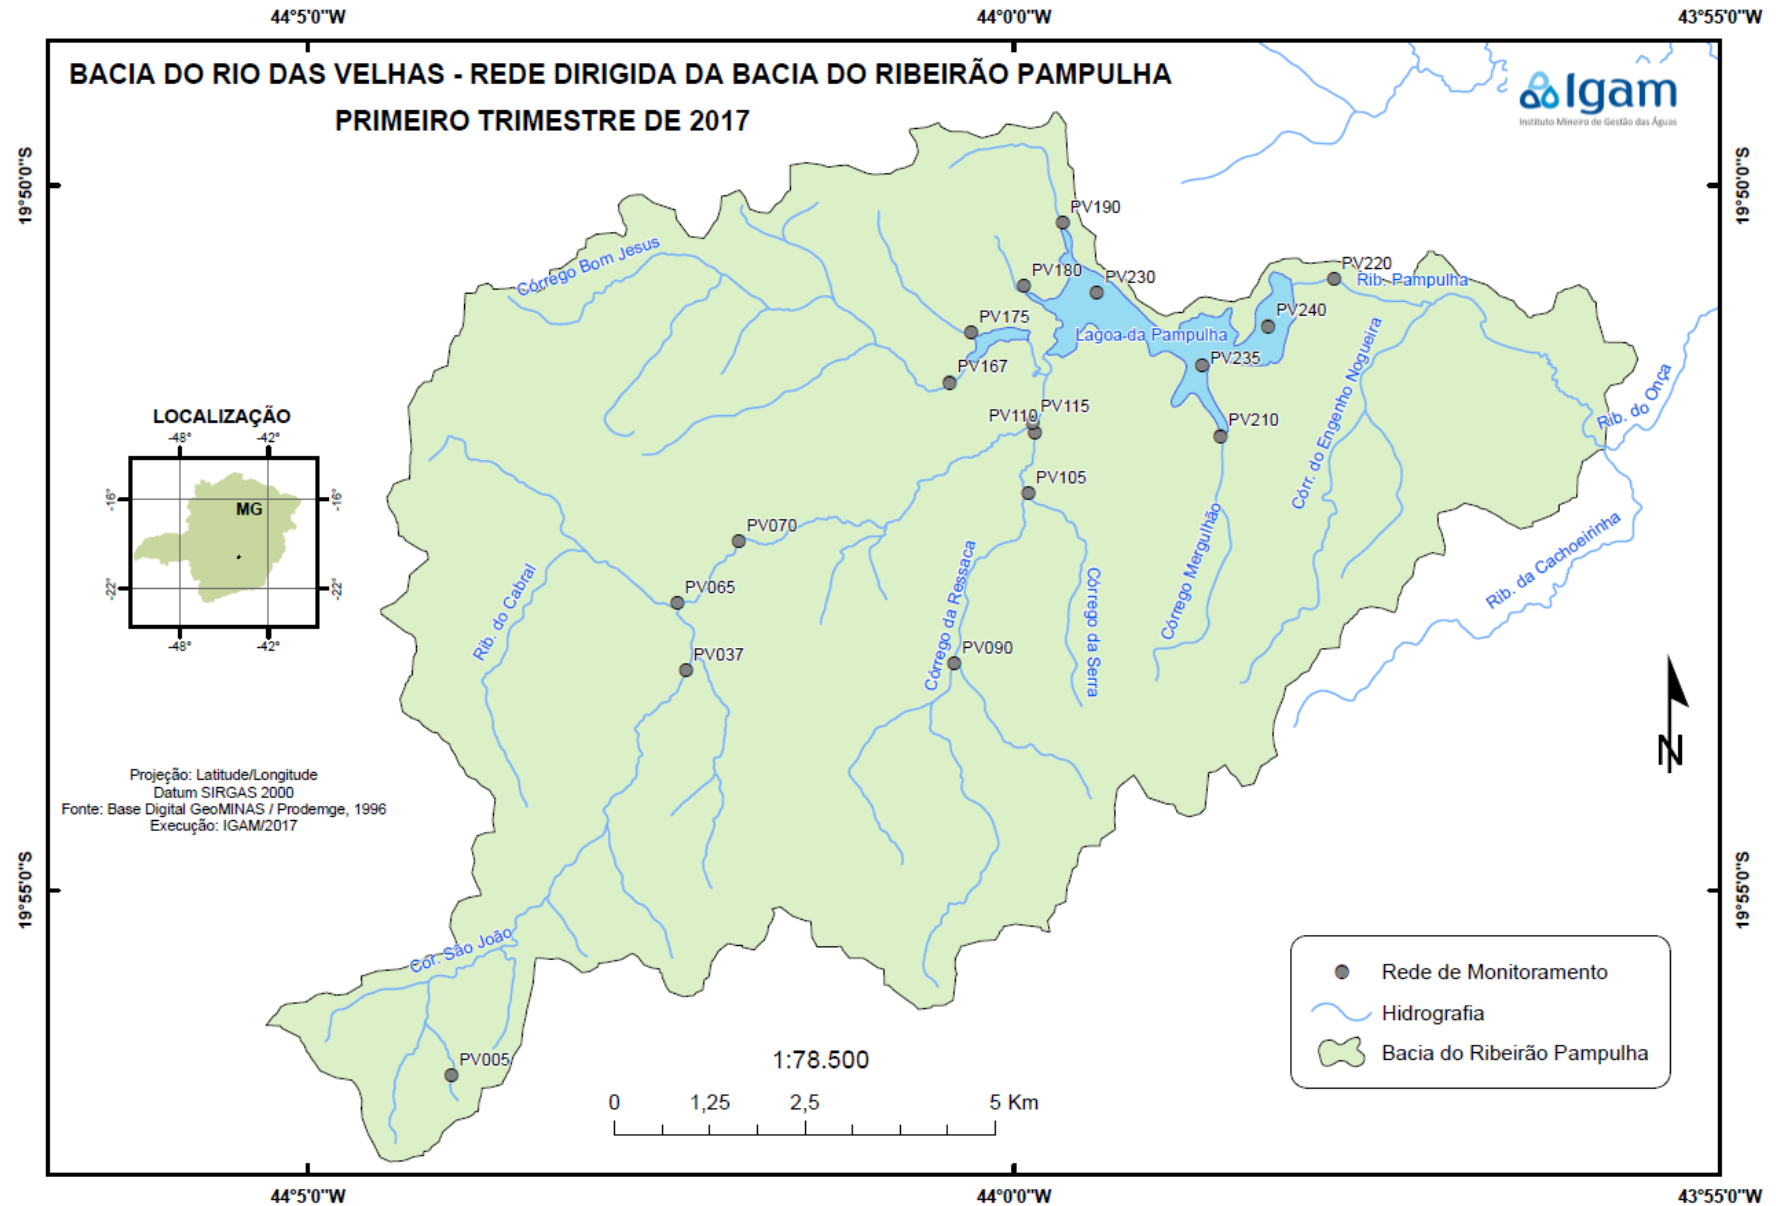 44°5'0"W
44°0'0"W
43°55'0"W
BACIA DO RIO DAS VELHAS - REDE DIRIGIDA DA BACIA DO RIBEIRÃO PAMPULHA
PRIMEIRO TRIMESTRE DE 2017
Igam
Instituto Mineiro de Gestão das Águas
19°50'0"S
19°50'0"S
PV190
Córrego Bom Jesus
PV180
PV230
PV220
Rib. Pampulha
PV175
PV240
Lagoa da Pampulha
PV235
PV167
PV115
PV110
PV210
Córr. do Engenho Nogueira
Rib. do Onça
LOCALIZAÇÃO
-48°
-42°
-16°
-16°
MG
-22°
-22°
-48°
-42°
PV105
PV070
Rib. da Cachoeirinha
Córrego Mergulhão
PV065
Rib. do Cabral
Córrego da Ressaca
Córrego da Serra
PV037
PV090
N
Projeção: Latitude/Longitude
Datum SIRGAS 2000
Fonte: Base Digital GeoMINAS / Prodemge, 1996
Execução: IGAM/2017
19°55'0"S
19°55'0"S
Cór. São João
PV005
1:78.500
0 1,25 2,5 5 Km
Rede de Monitoramento
Hidrografia
Bacia do Ribeirão Pampulha
44°5'0"W
44°0'0"W
43°55'0"W